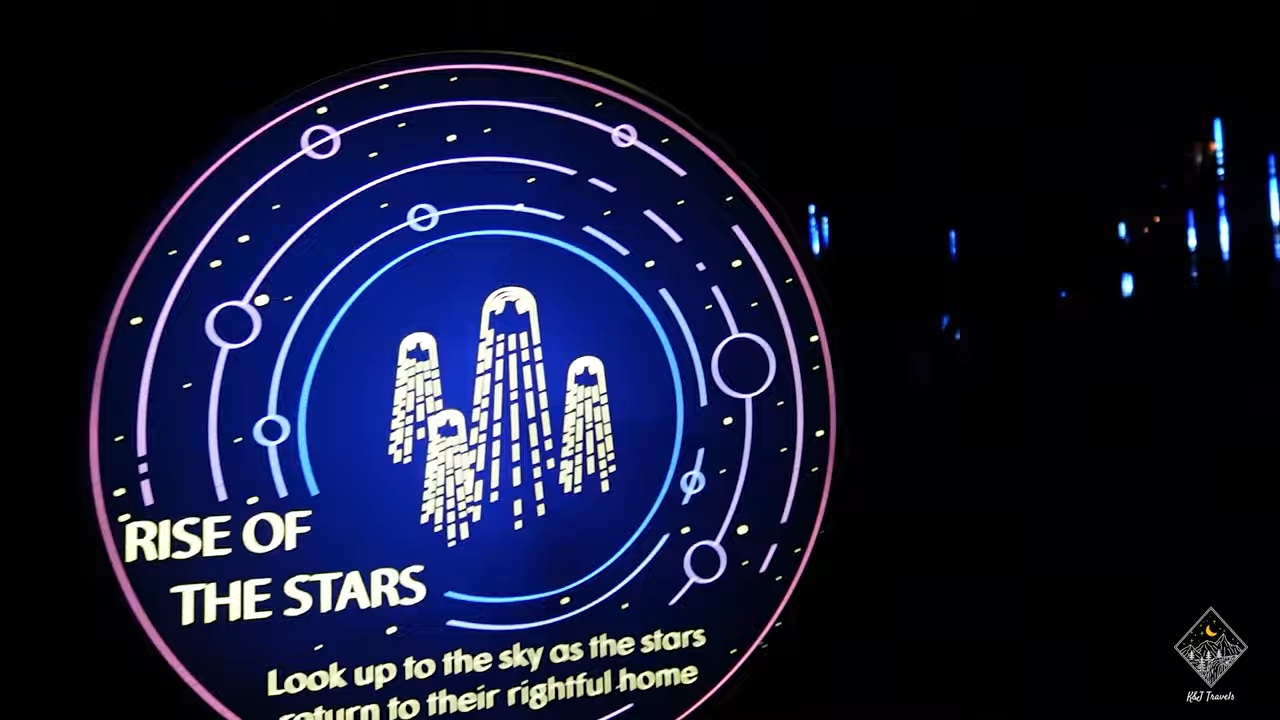 RISE OF
THE STARS
Look up to the sky as the stars
return to their rightful home
K&J Travels